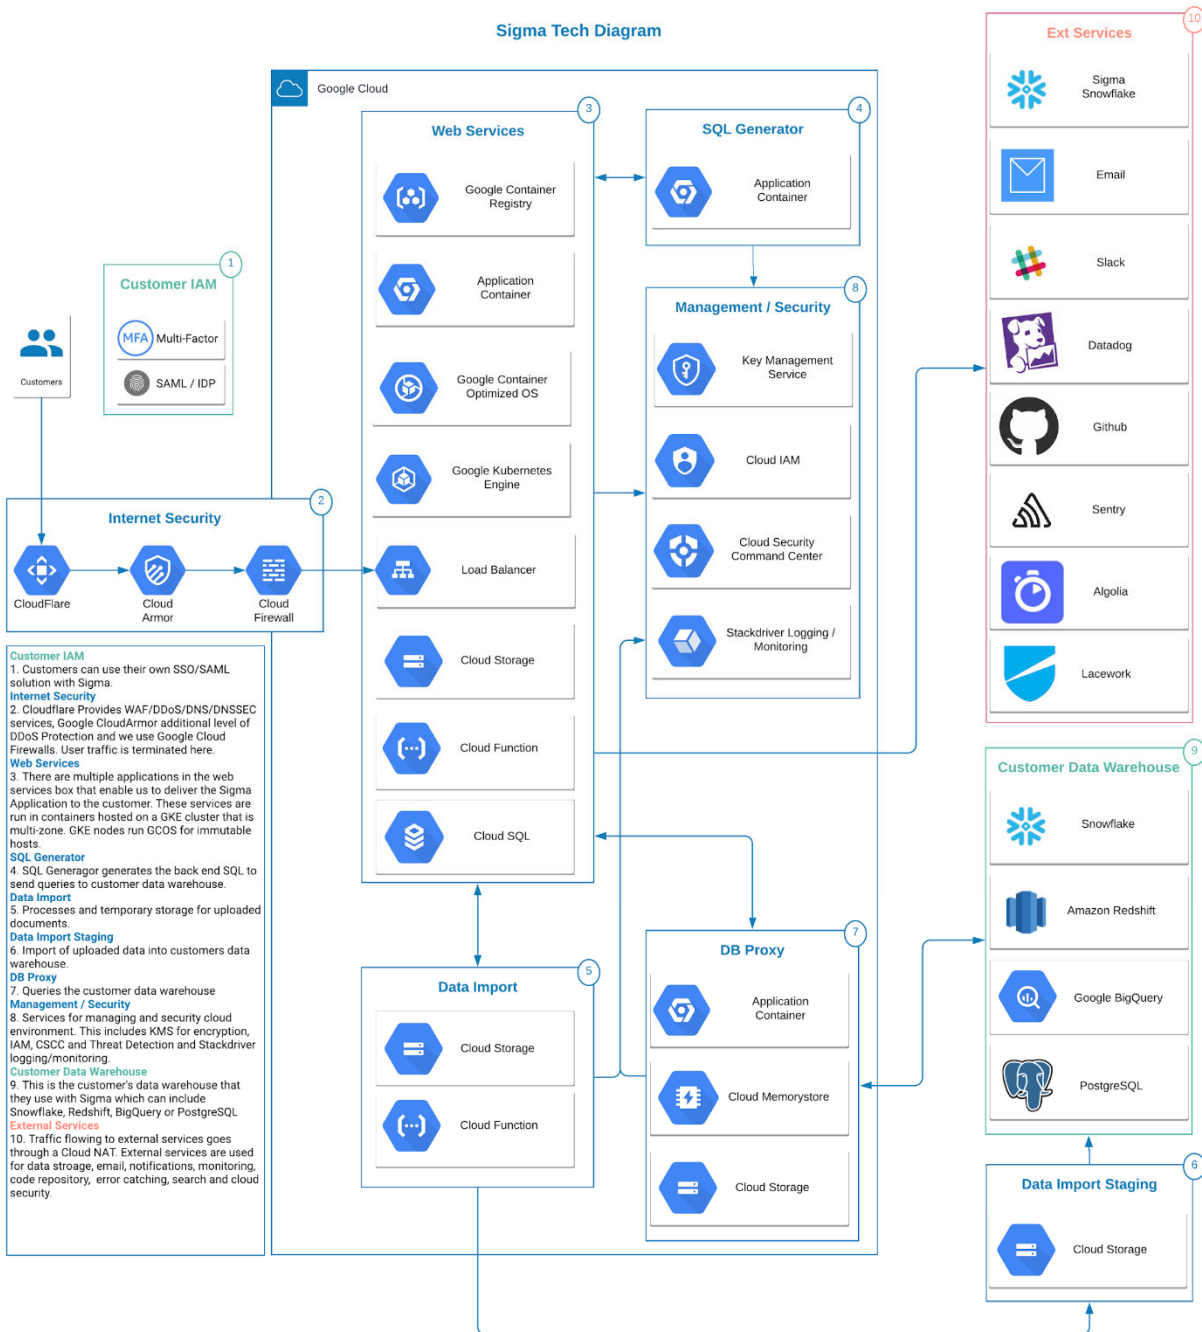 Sigma Tech Diagram
10
Ext Services
Sigma
Snowflake
Email
Slack
Datadog
Github
Sentry
Algolia
Lacework
Google Cloud
3
Web Services
Google Container
Registry
Application
Container
Google Container
Optimized OS
Google Kubernetes
Engine
Load Balancer
Cloud Storage
Cloud Function
Cloud SQL
4
SQL Generator
Application
Container
8
Management / Security
Key Management
Service
Cloud IAM
Cloud Security
Command Center
Stackdriver Logging /
Monitoring
1
Customer IAM
MFA Multi-Factor
SAML / IDP
Customers
2
Internet Security
CloudFlare
Cloud
Armor
Cloud
Firewall
Customer IAM
1. Customers can use their own SSO/SAML
solution with Sigma.
Internet Security
2. Cloudflare Provides WAF/DDoS/DNS/DNSSEC
services, Google CloudArmor additional level of
DDoS Protection and we use Google Cloud
Firewalls. User traffic is terminated here.
Web Services
3. There are multiple applications in the web
services box that enable us to deliver the Sigma
Application to the customer. These services are
run in containers hosted on a GKE cluster that is
multi-zone. GKE nodes run GCOS for immutable
hosts.
SQL Generator
4. SQL Generagor generates the back end SQL to
send queries to customer data warehouse.
Data Import
5. Processes and temporary storage for uploaded
documents.
Data Import Staging
6. Import of uploaded data into customers data
warehouse.
DB Proxy
7. Queries the customer data warehouse
Management / Security
8. Services for managing and security cloud
environment. This includes KMS for encryption,
IAM, CSCC and Threat Detection and Stackdriver
logging/monitoring.
Customer Data Warehouse
9. This is the customer's data warehouse that
they use with Sigma which can include
Snowflake, Redshift, BigQuery or PostgreSQL
External Services
10. Traffic flowing to external services goes
through a Cloud NAT. External services are used
for data stroage, email, notifications, monitoring,
code repository, error catching, search and cloud
security.
5
Data Import
Cloud Storage
Cloud Function
7
DB Proxy
Application
Container
Cloud Memorystore
Cloud Storage
9
Customer Data Warehouse
Snowflake
Amazon Redshift
Google BigQuery
PostgreSQL
6
Data Import Staging
Cloud Storage